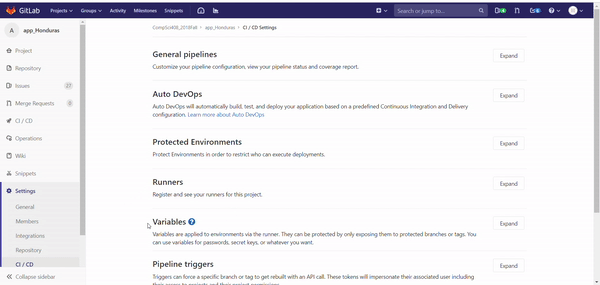 GitLab Projects Groups Activity Milestones Snippets Search or jump to...
A app_Honduras
CompSci408_2018Fall > app_Honduras > CI / CD Settings
Project
Repository
Issues 27
Merge Requests 0
CI / CD
Operations
Wiki
Snippets
Settings
General
Members
Integrations
Repository
CI / CD
Collapse sidebar
General pipelines
Expand
Customize your pipeline configuration, view your pipeline status and coverage report.
Auto DevOps
Expand
Auto DevOps will automatically build, test, and deploy your application based on a predefined Continuous Integration and Delivery
configuration. Learn more about Auto DevOps
Protected Environments
Expand
Protect Environments in order to restrict who can execute deployments.
Runners
Expand
Register and see your runners for this project.
Variables
Expand
Variables are applied to environments via the runner. They can be protected by only exposing them to protected branches or tags. You
can use variables for passwords, secret keys, or whatever you want.
Pipeline triggers
Expand
Triggers can force a specific branch or tag to get rebuilt with an API call. These tokens will impersonate their associated user including